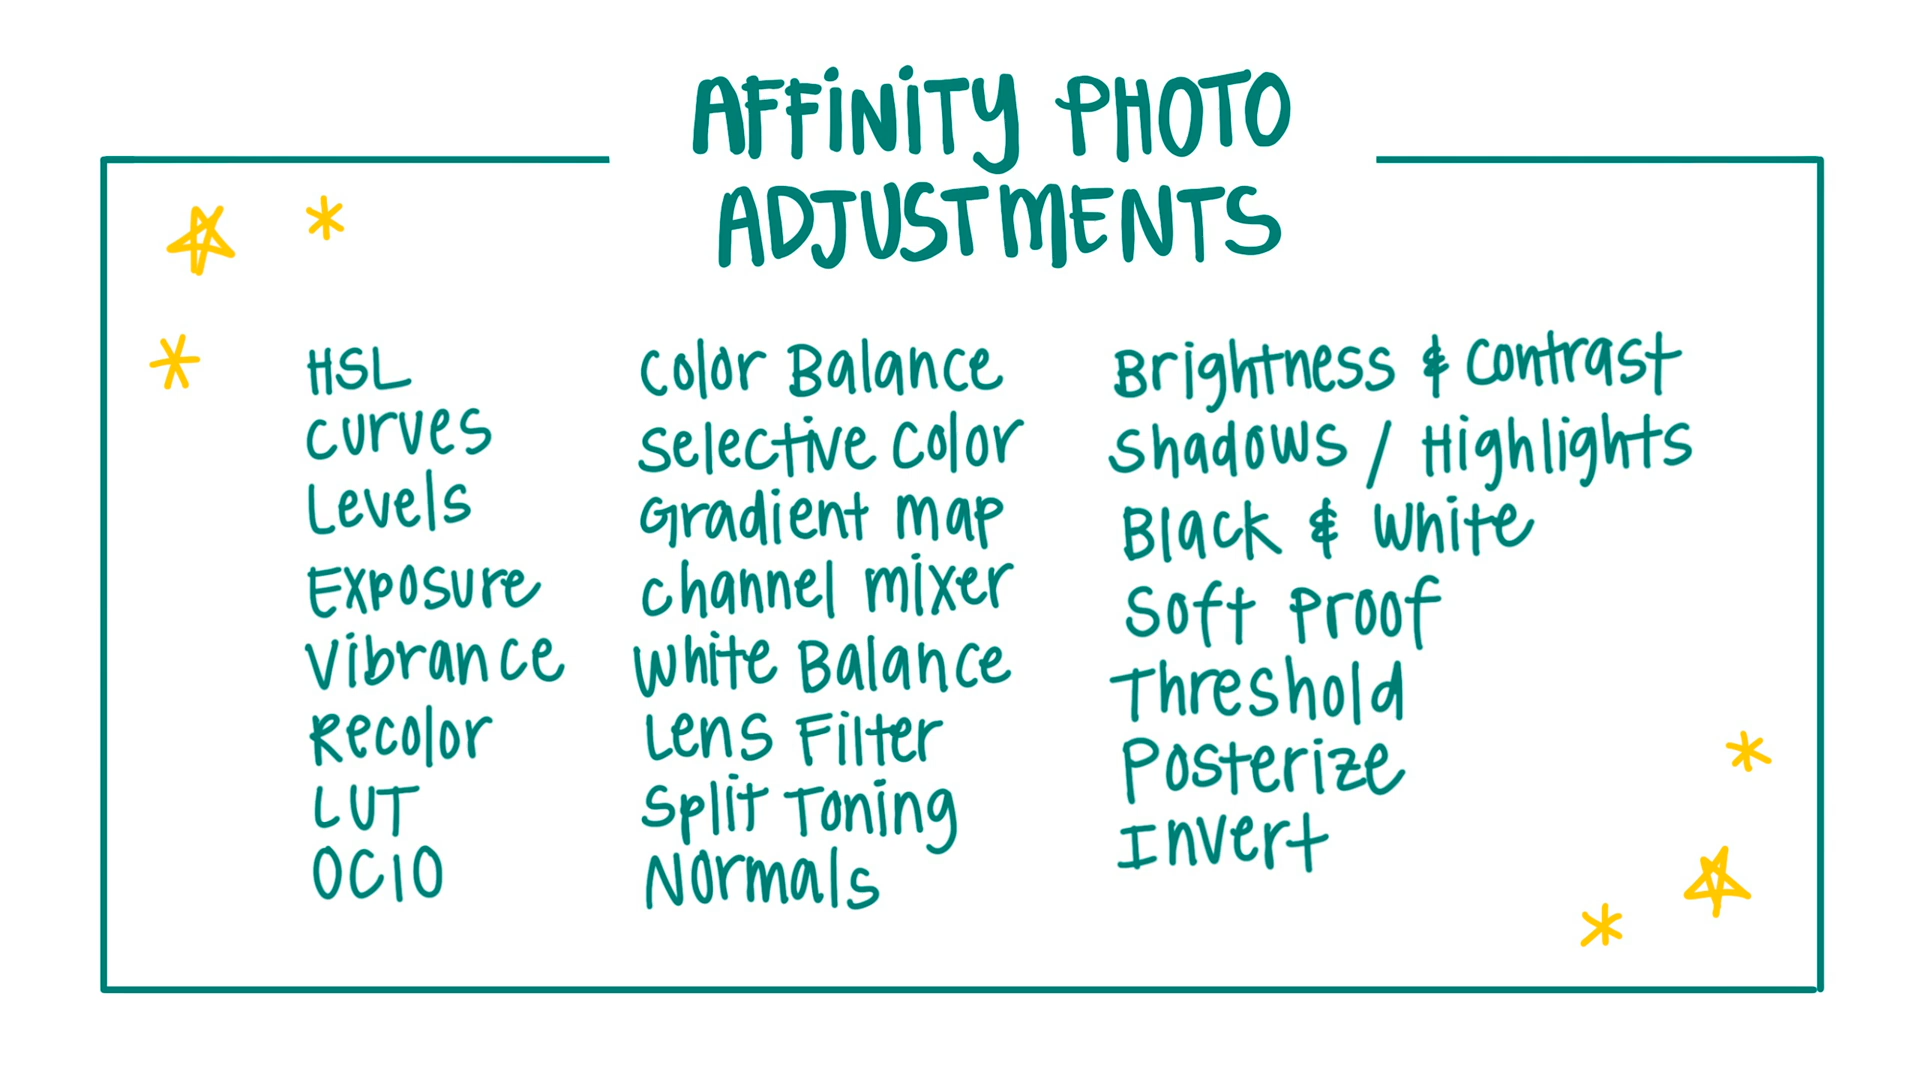 AFFiNiTY PHOTO
ADJUSTMENTS
HSL
Curves
Levels
Exposure
Vibrance
Recolor
LUT
OCIO
Color Balance
Selective Color
Gradient Map
Channel Mixer
White Balance
Lens Filter
Split Toning
Normals
Brightness & Contrast
Shadows / Highlights
Black & White
Soft Proof
Threshold
Posterize
Invert